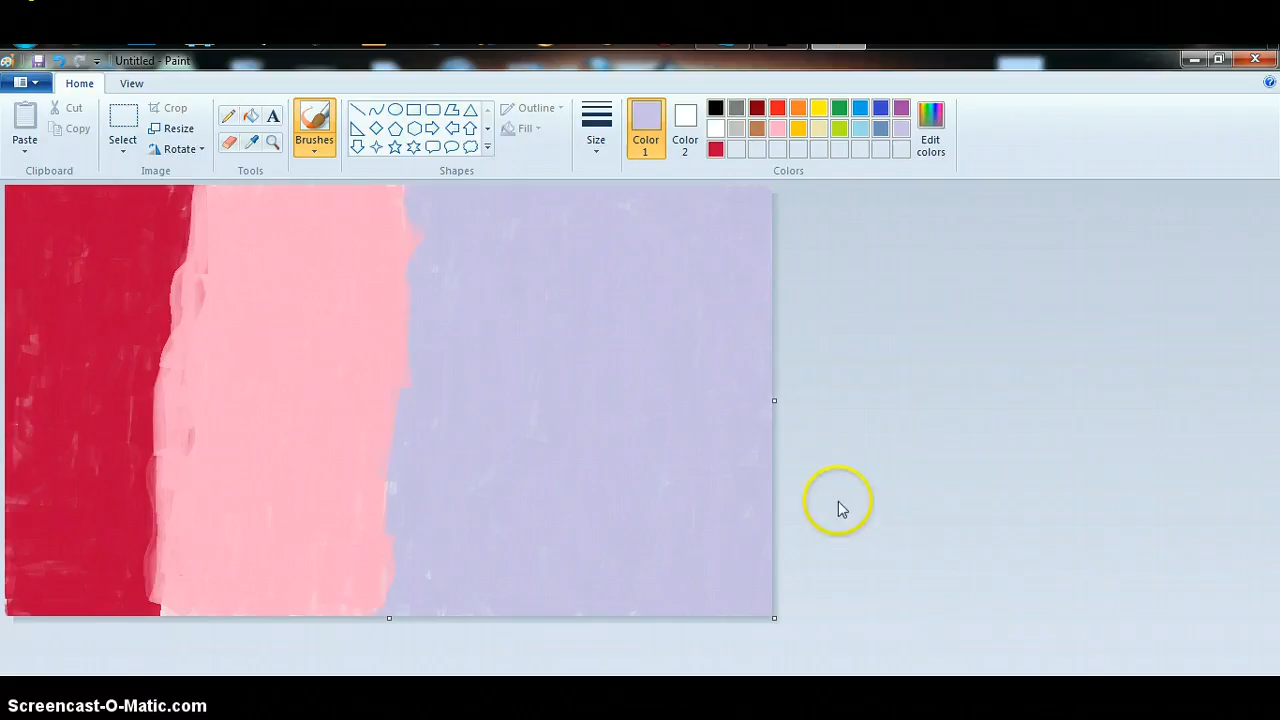 Untitled - Paint
Home View
Cut
Copy
Paste
Clipboard
Crop
Resize
Rotate
Select
Image
A
Tools
Brushes
Outline
Fill
Shapes
Size
Color 1
Color 2
Edit colors
Colors
Screencast-O-Matic.com